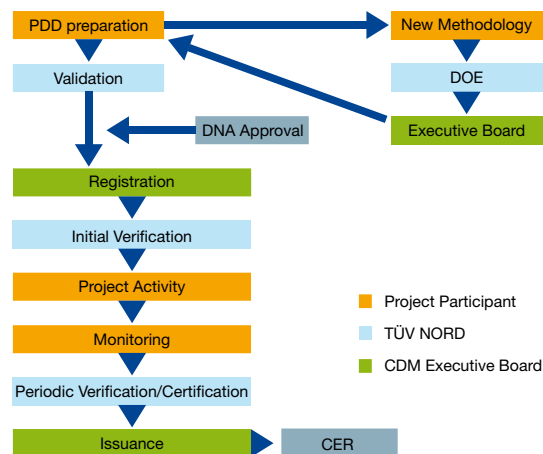 PDD preparation
New Methodology
Validation
DOE
DNA Approval
Executive Board
Registration
Initial Verification
Project Activity
Monitoring
Periodic Verification/Certification
Issuance
CER
Project Participant
TÜV NORD
CDM Executive Board